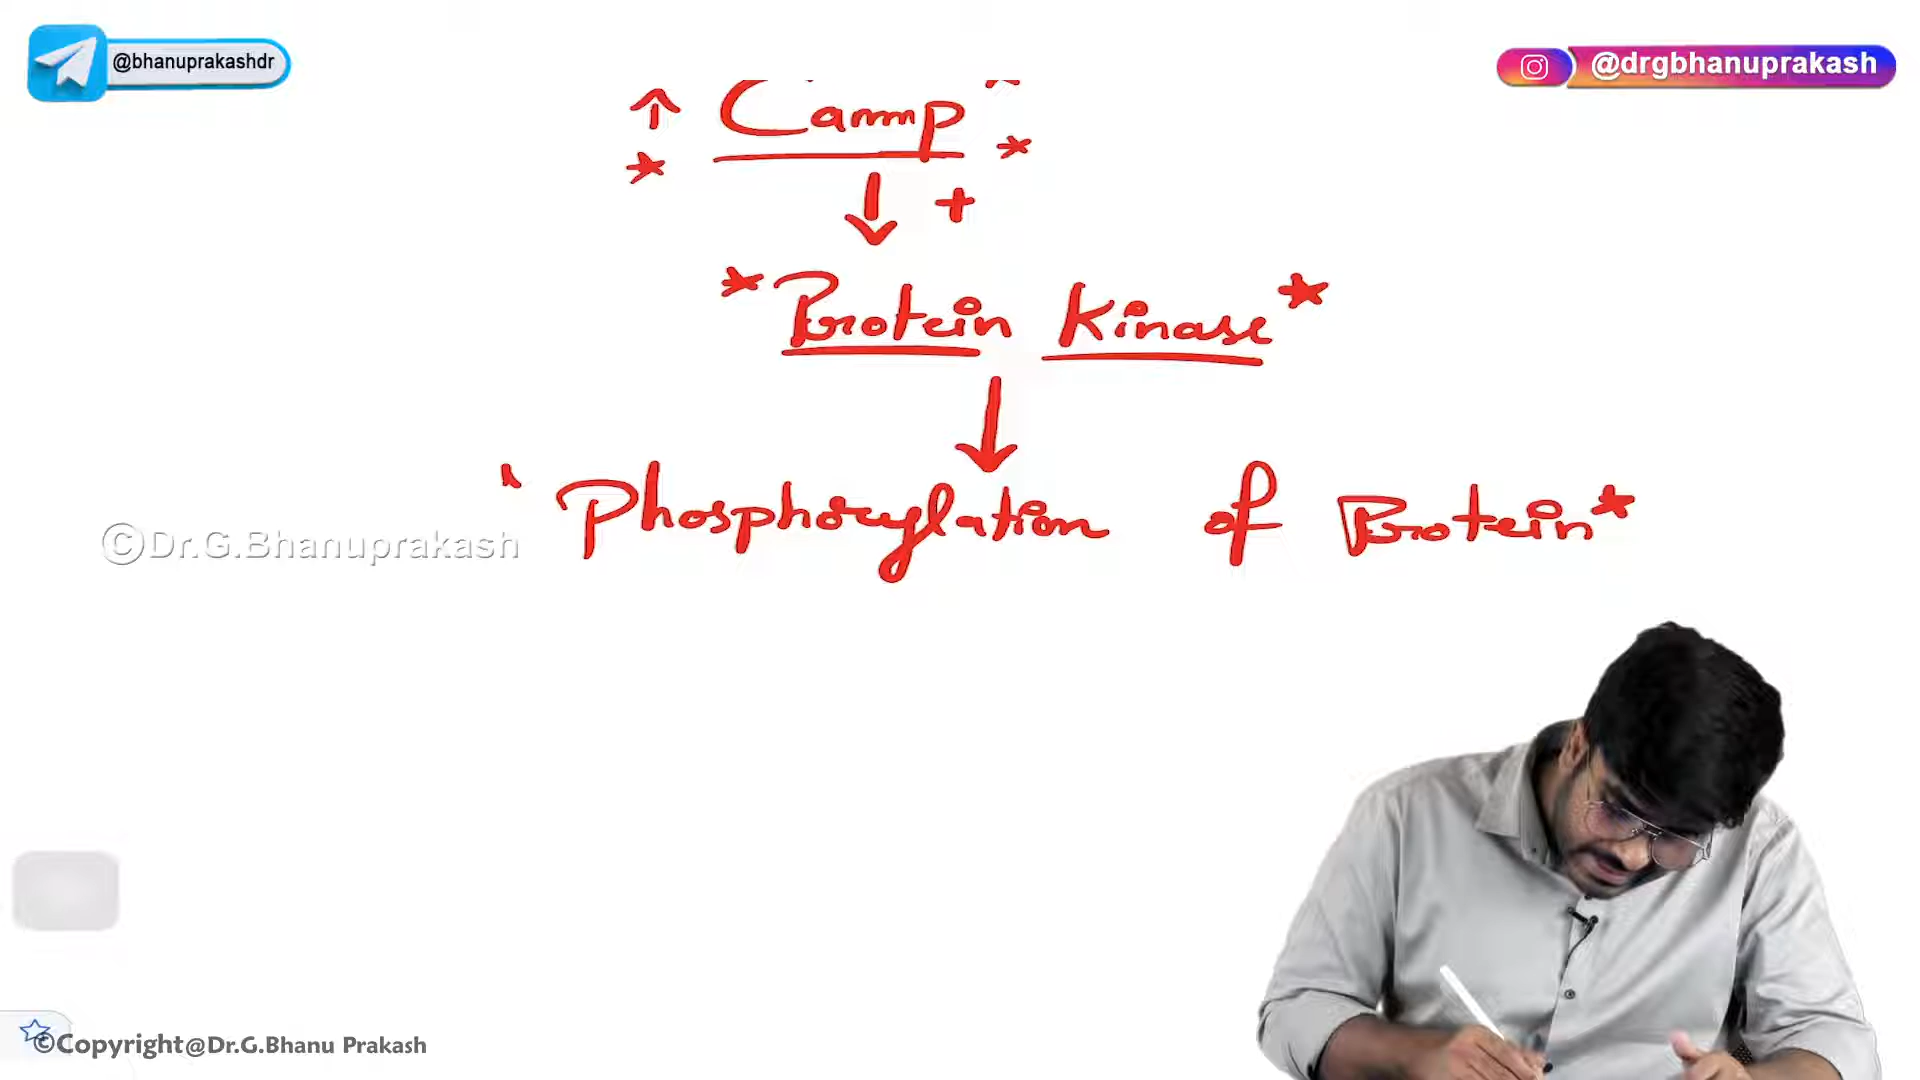 @bhanuprakashdr
@drgbhanuprakash
↑ Camp
* *
+
* Protein Kinase *
Phosphorylation of Protein *
©Dr.G.Bhanuprakash
©Copyright@Dr.G.Bhanu Prakash